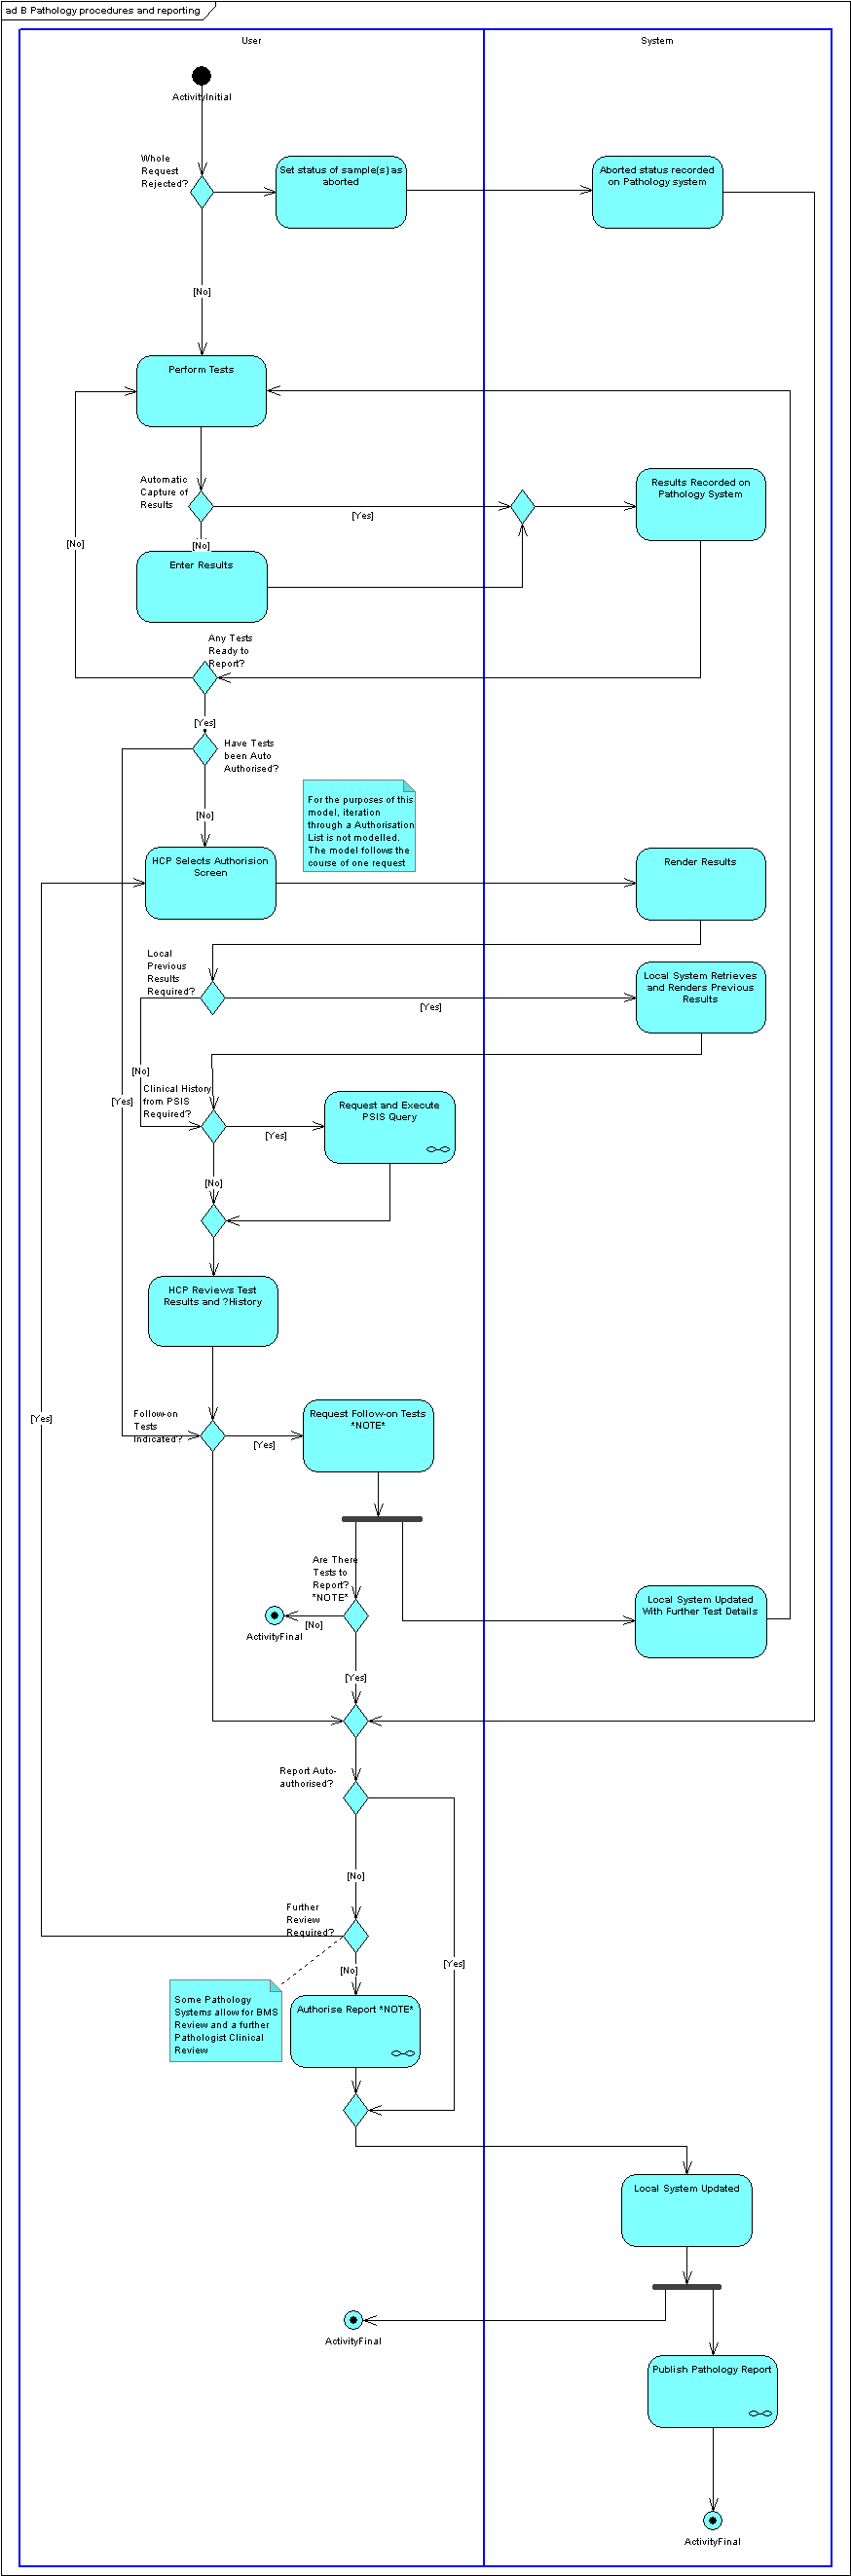 ad B Pathology procedures and reporting
User
System
ActivityInitial
Whole
Request
Rejected?
Set status of sample(s) as
aborted
Aborted status recorded
on Pathology system
[No]
Perform Tests
Automatic
Capture of
Results
[Yes]
Results Recorded on
Pathology System
[No]
[No]
Enter Results
Any Tests
Ready to
Report?
[Yes]
Have Tests
been Auto
Authorised?
[No]
For the purposes of this
model, iteration
through a Authorisation
List is not modelled.
The model follows the
course of one request
HCP Selects Authorision
Screen
Render Results
Local
Previous
Results
Required?
[Yes]
Local System Retrieves
and Renders Previous
Results
[No]
Clinical History
from PSIS
Required?
[Yes]
[Yes]
Request and Execute
PSIS Query
[No]
HCP Reviews Test
Results and ?History
[Yes]
Follow-on
Tests
Indicated?
[Yes]
Request Follow-on Tests
*NOTE*
Are There
Tests to
Report?
*NOTE*
[No]
ActivityFinal
Local System Updated
With Further Test Details
[Yes]
Report Auto-
authorised?
[No]
Further
Review
Required?
[Yes]
[No]
Some Pathology
Systems allow for BMS
Review and a further
Pathologist Clinical
Review
Authorise Report *NOTE*
Local System Updated
ActivityFinal
Publish Pathology Report
ActivityFinal